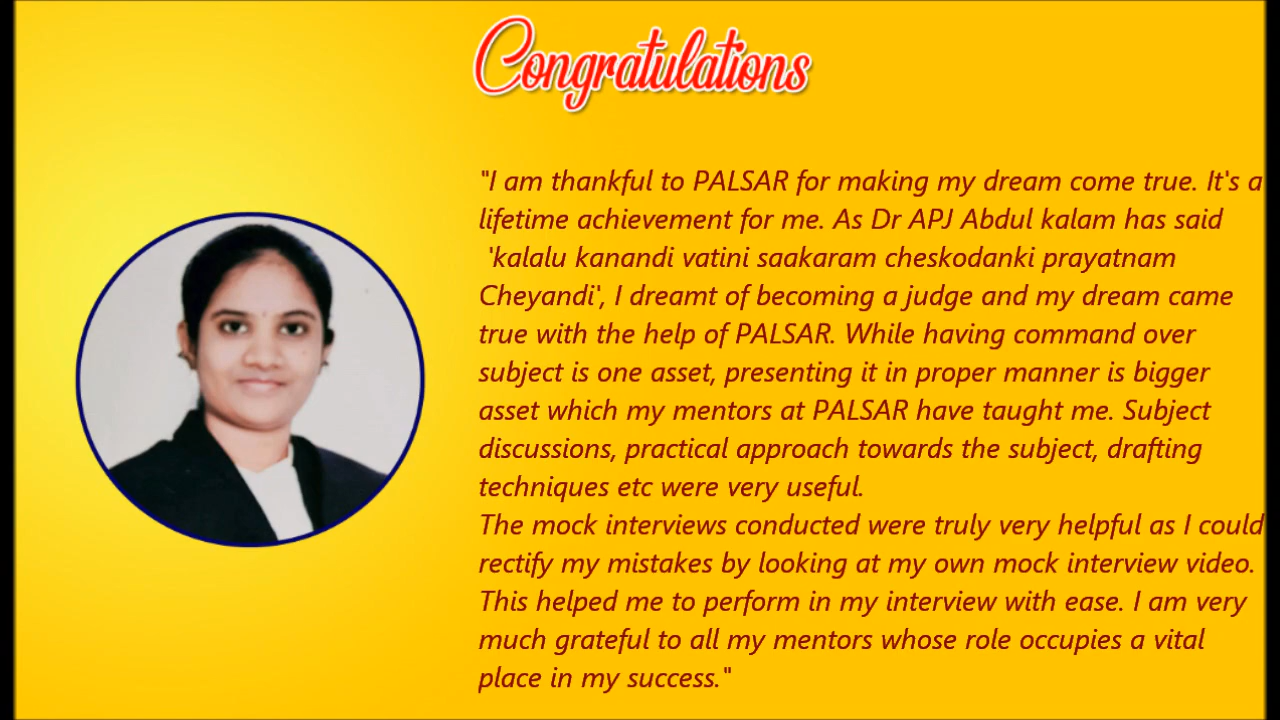 Congratulations
"I am thankful to PALSAR for making my dream come true. It's a
lifetime achievement for me. As Dr APJ Abdul kalam has said
'kalalu kanandi vatini saakaram cheskodanki prayatnam
Cheyandi', I dreamt of becoming a judge and my dream came
true with the help of PALSAR. While having command over
subject is one asset, presenting it in proper manner is bigger
asset which my mentors at PALSAR have taught me. Subject
discussions, practical approach towards the subject, drafting
techniques etc were very useful.
The mock interviews conducted were truly very helpful as I could
rectify my mistakes by looking at my own mock interview video.
This helped me to perform in my interview with ease. I am very
much grateful to all my mentors whose role occupies a vital
place in my success."